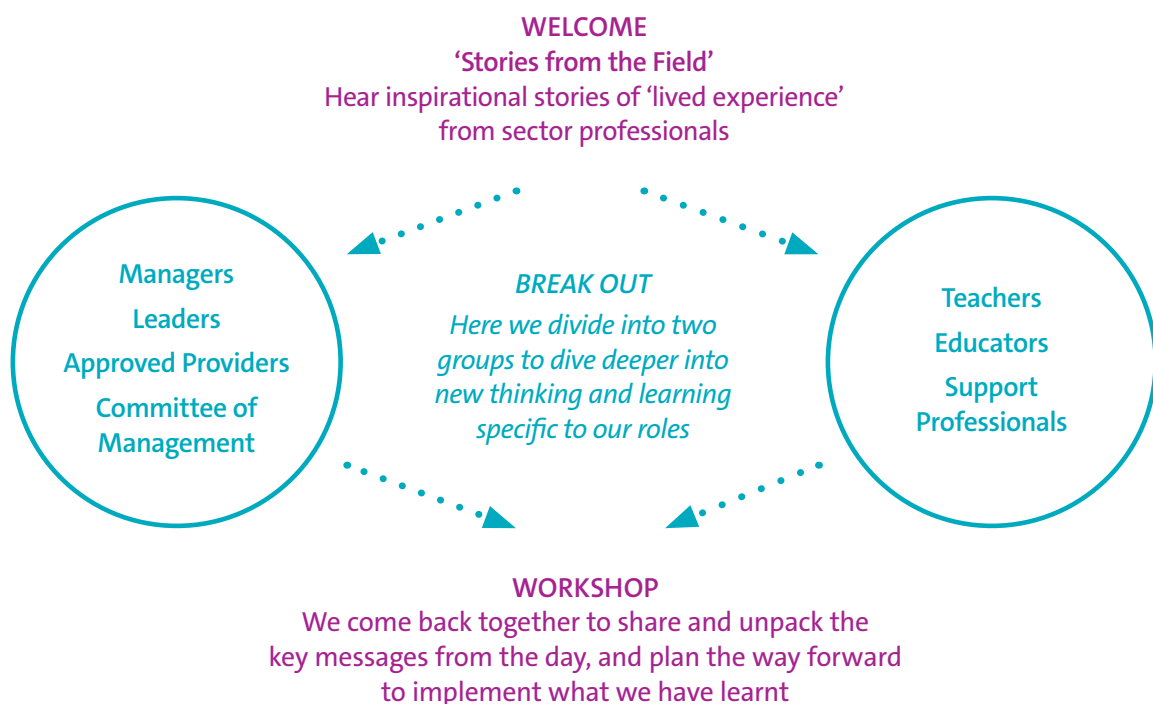 WELCOME
‘Stories from the Field’
Hear inspirational stories of ‘lived experience’
from sector professionals
Managers
Leaders
Approved Providers
Committee of
Management
BREAK OUT
Here we divide into two
groups to dive deeper into
new thinking and learning
specific to our roles
Teachers
Educators
Support
Professionals
WORKSHOP
We come back together to share and unpack the
key messages from the day, and plan the way forward
to implement what we have learnt